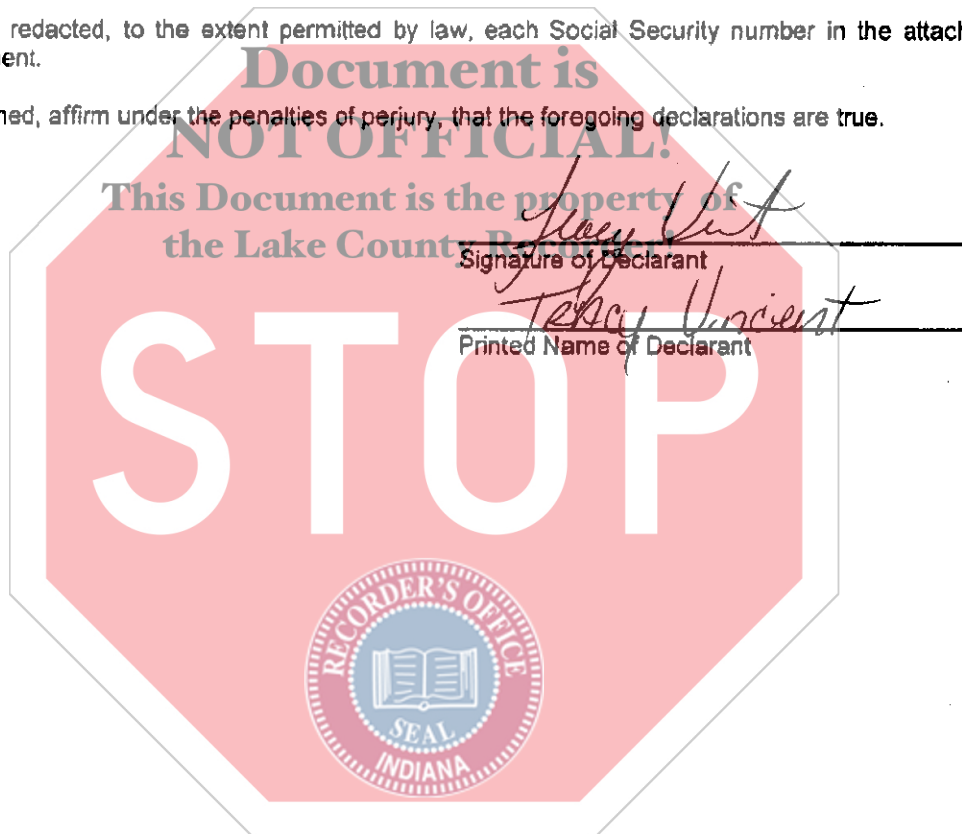 redacted, to the extent permitted by law, each Social Security number in the attach
ent.
Document is
ned, affirm under the penalties of perjury, that the foregoing declarations are true.
NOT OFFICIAL!
This Document is the property of
the Lake County Recorder!
Signature of Declarant
Tracy Vincent
Printed Name of Declarant
STOP
RECORDER'S OFFICE
SEAL
INDIANA